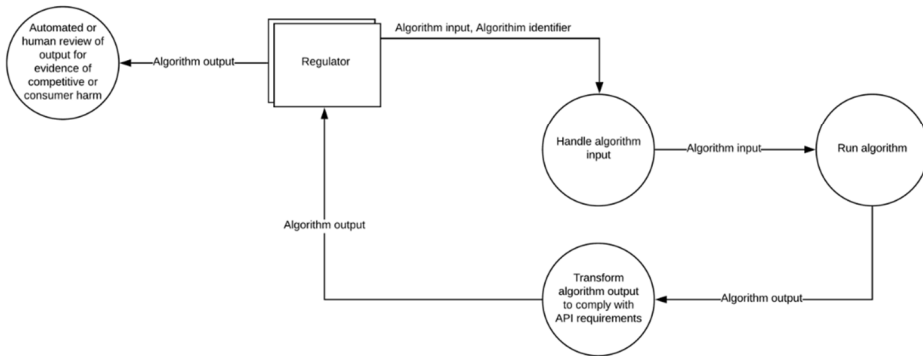 Automated or
human review of
output for
evidence of
competitive or
consumer harm
Algorithm output
Regulator
Algorithm input, Algorithim identifier
Handle algorithm
input
Algorithm input
Run algorithm
Algorithm output
Transform
algorithm output
to comply with
API requirements
Algorithm output